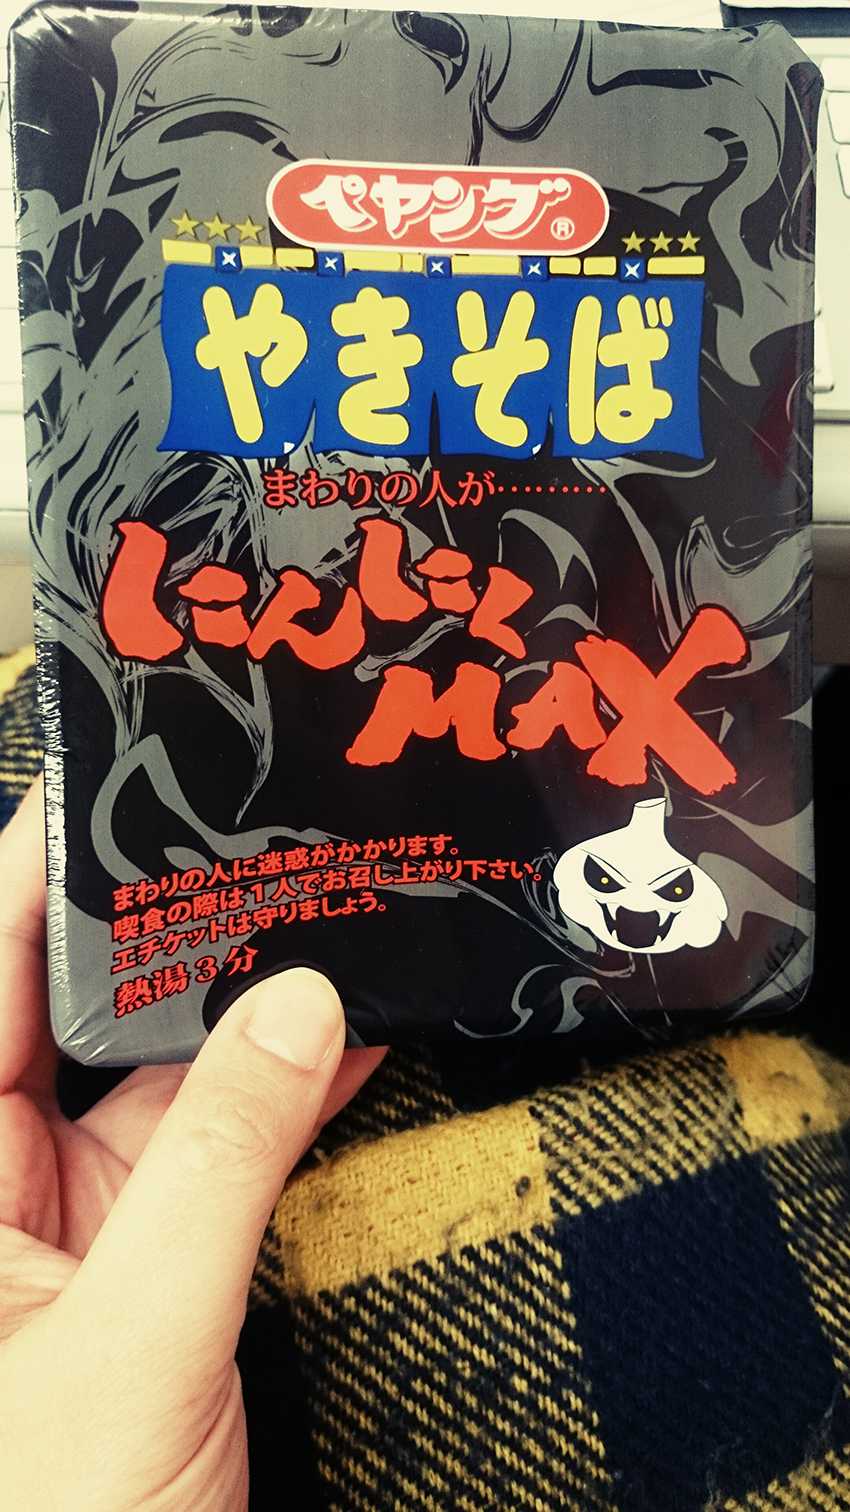 ペヤング®
やきそば
まわりの人が………
にんにく
MAX
まわりの人に迷惑がかかります。
喫食の際は1人でお召し上がり下さい。
エチケットは守りましょう。
熱湯3分